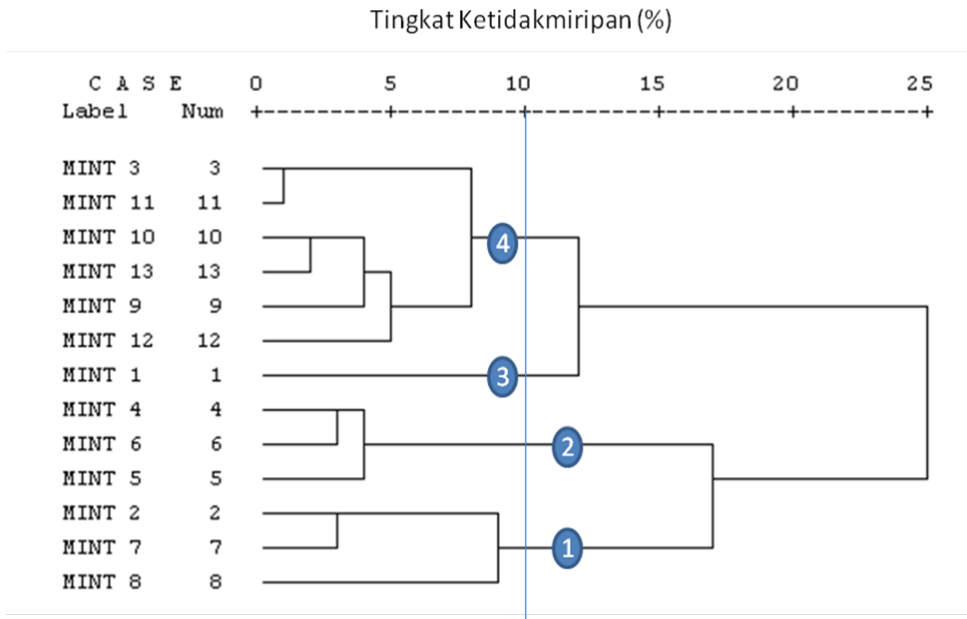 Tingkat Ketidakmiripan (%)
C A S E 0 5 10 15 20 25
Label Num +---------+---------+---------+---------+---------+
MINT 3 3
MINT 11 11
MINT 10 10
4
MINT 13 13
MINT 9 9
MINT 12 12
MINT 1 1
3
MINT 4 4
MINT 6 6
2
MINT 5 5
MINT 2 2
MINT 7 7
1
MINT 8 8